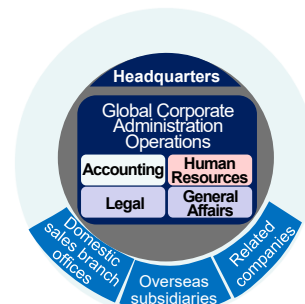 Headquarters
Global Corporate
Administration
Operations
Accounting
Human
Resources
Legal
General
Affairs
Domestic
sales branch
offices
Overseas
subsidiaries
Related
companies